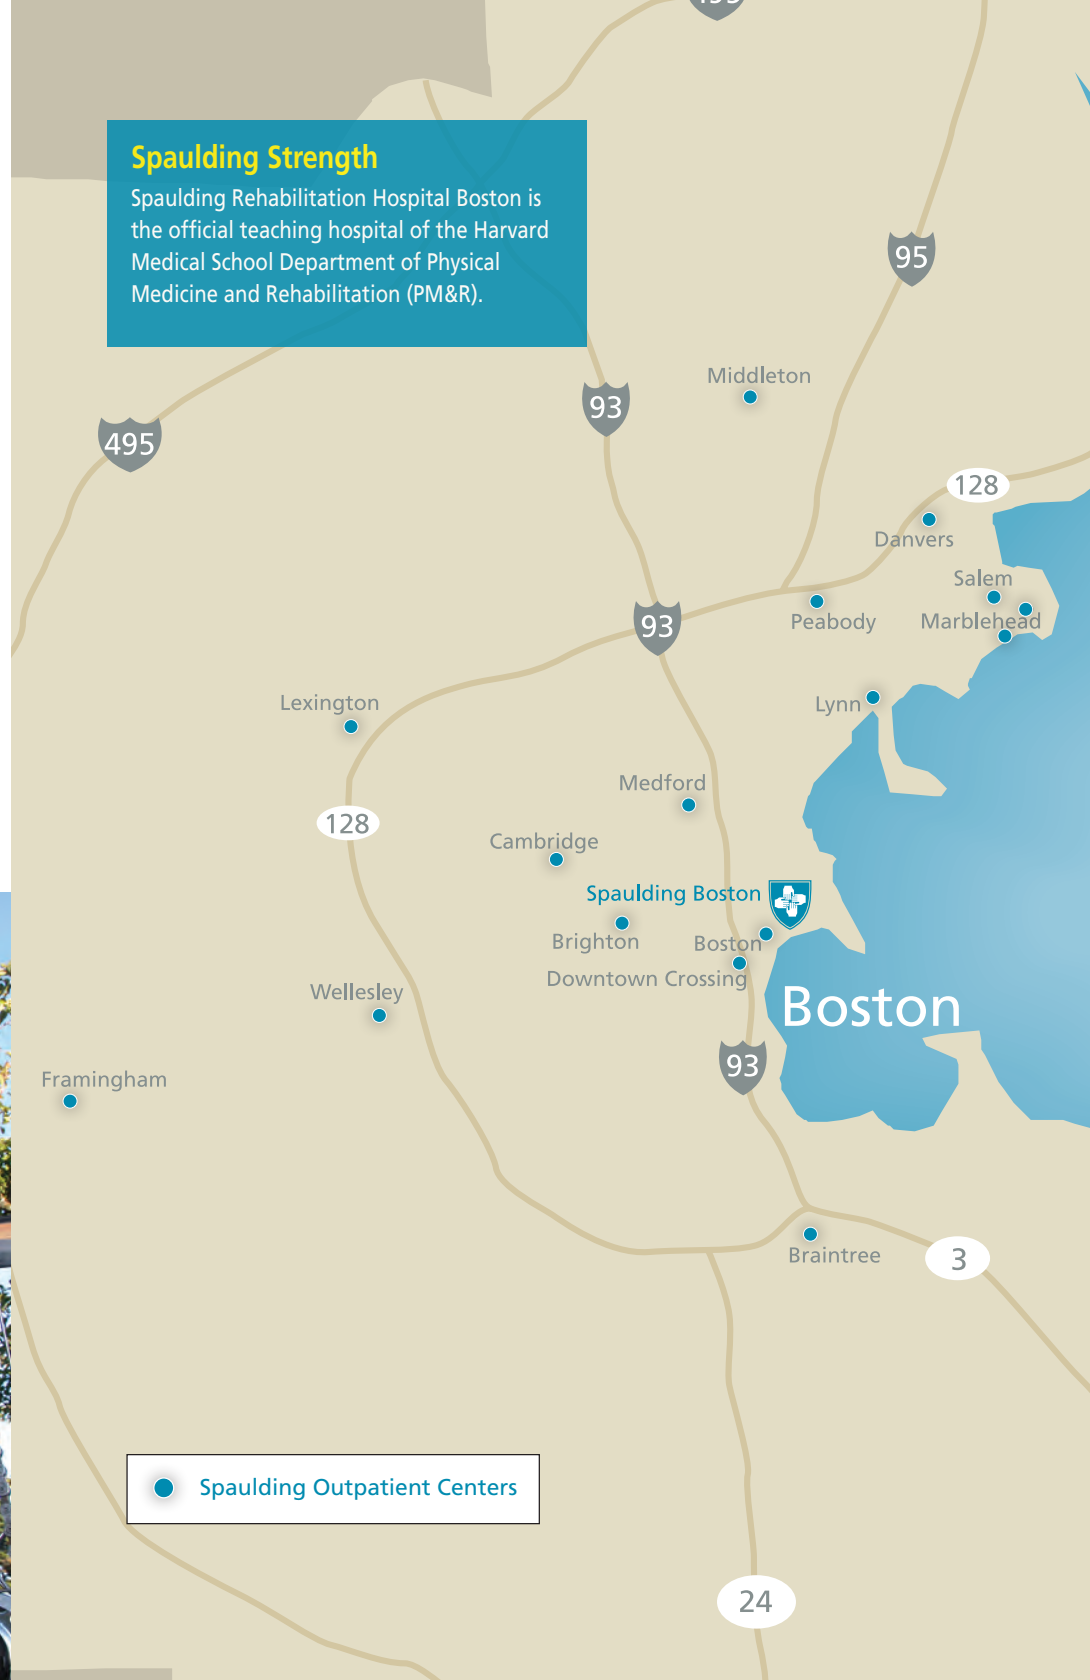 Spaulding Strength
Spaulding Rehabilitation Hospital Boston is
the official teaching hospital of the Harvard
Medical School Department of Physical
Medicine and Rehabilitation (PM&R).
95
Middleton
93
495
128
Danvers
Salem
Peabody
Marblehead
93
Lexington
Lynn
Medford
128
Cambridge
Spaulding Boston
Brighton
Boston
Downtown Crossing
Wellesley
Boston
93
Framingham
Braintree
3
Spaulding Outpatient Centers
24